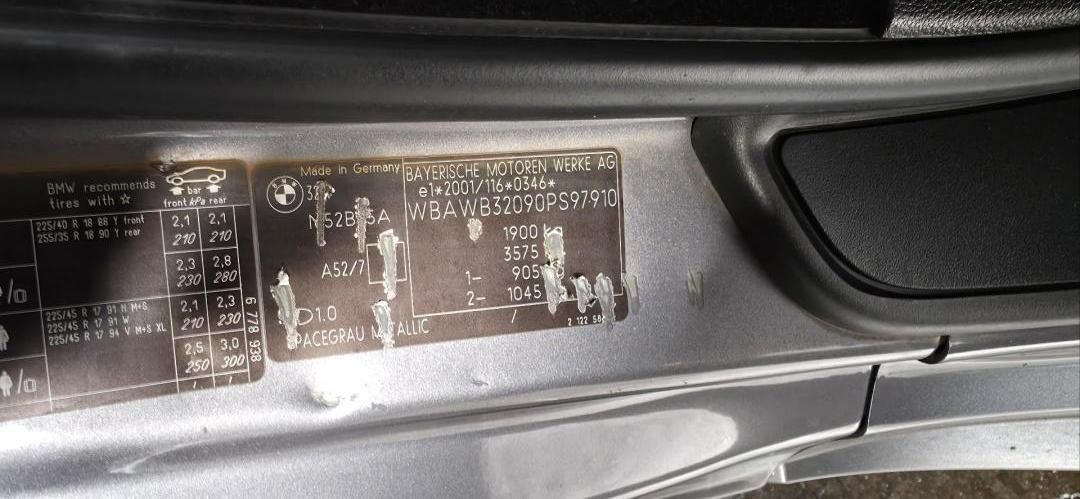 BMW recommends
tires with ☆
bar
front kPa rear
225/40 R 18 88 Y front
255/35 R 18 90 Y rear
2,1 2,1
210 210
2,3 2,8
230 280
225/45 R 17 91 H M+S
225/45 R 17 91 W
225/45 R 17 94 V M+S XL
2,1 2,3
210 230
2,5 3,0
250 300
/ /
6 778 938
Made in Germany
BMW
A52/7
1.0
METALLIC
BAYERISCHE MOTOREN WERKE AG
e1*2001/116*0346*
WBAWB32090PS97910
1900
3575
1- 905
2- 1045
/
2 122 58